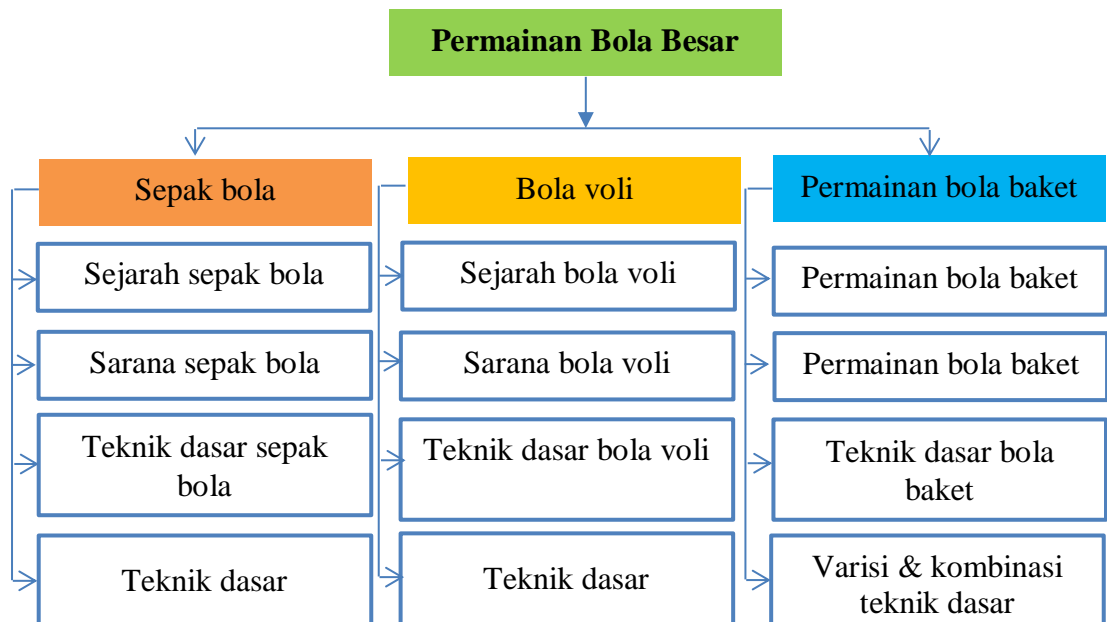 Permainan Bola Besar
Sepak bola
Bola voli
Permainan bola baket
Sejarah sepak bola
Sejarah bola voli
Permainan bola baket
Sarana sepak bola
Sarana bola voli
Permainan bola baket
Teknik dasar sepak
bola
Teknik dasar bola voli
Teknik dasar bola
baket
Teknik dasar
Teknik dasar
Varisi & kombinasi
teknik dasar